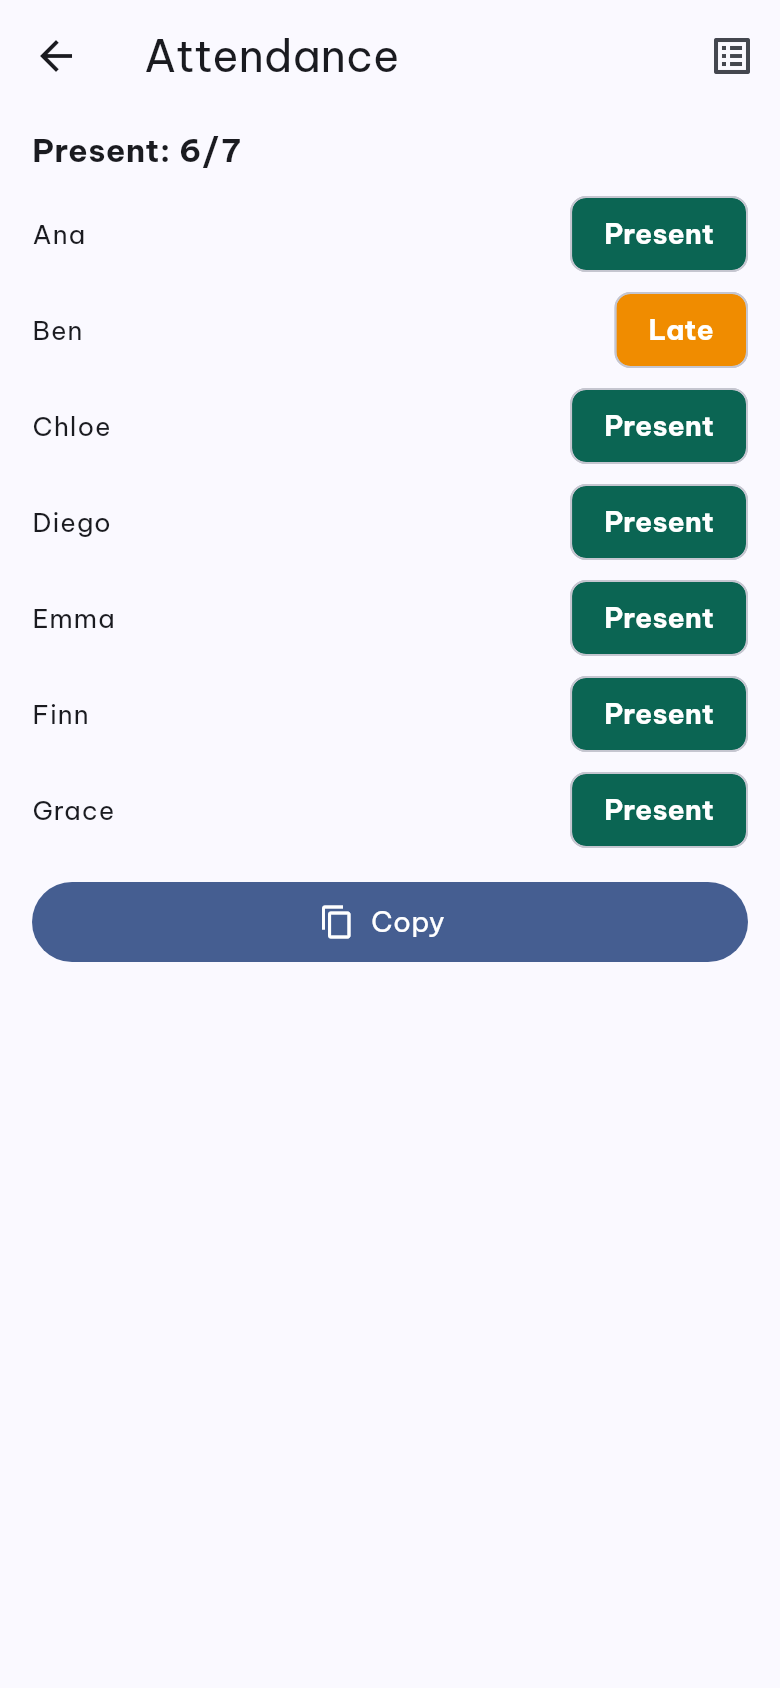 Attendance
Present: 6/7
Ana Present
Ben Late
Chloe Present
Diego Present
Emma Present
Finn Present
Grace Present
Copy